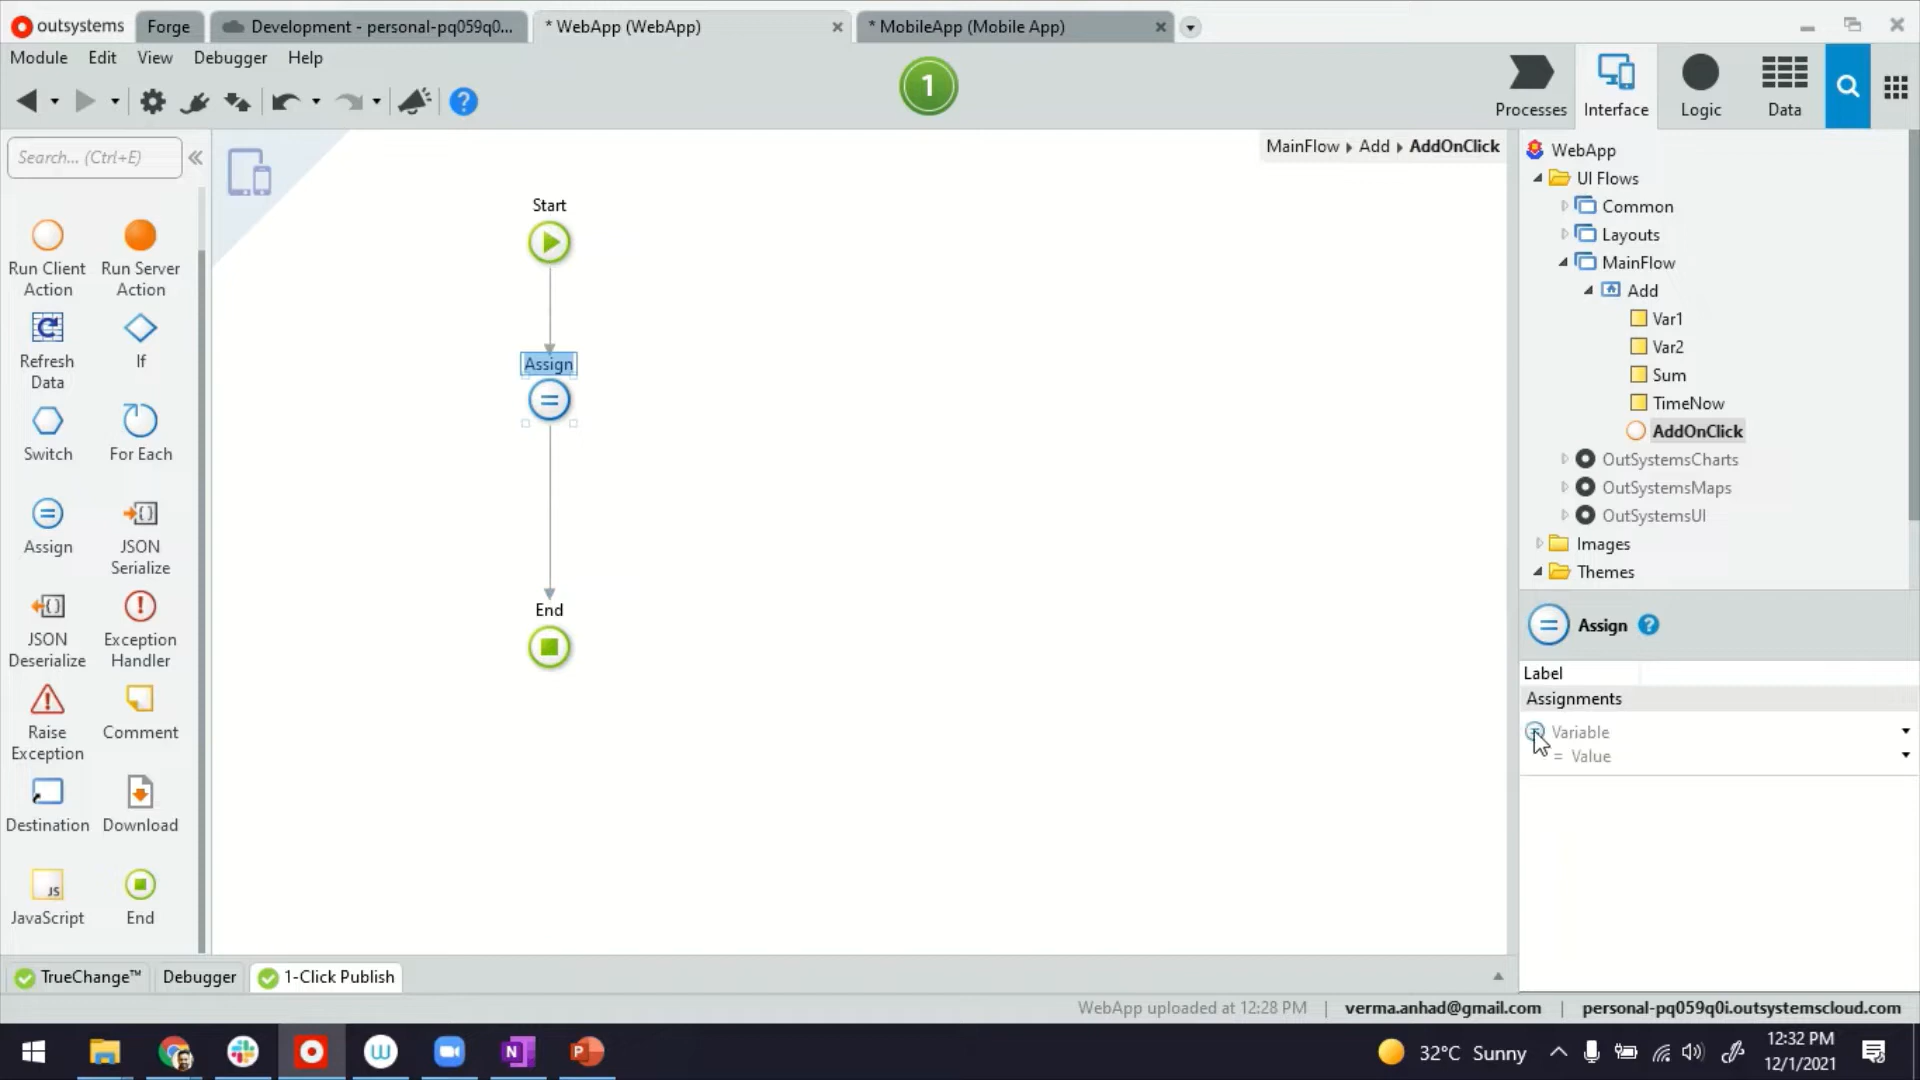 outsystems
Forge
Development - personal-pq059q0...
* WebApp (WebApp)
* MobileApp (Mobile App)
Module Edit View Debugger Help
1
Processes
Interface
Logic
Data
Search... (Ctrl+E)
Run Client Action
Run Server Action
Refresh Data
If
Switch
For Each
Assign
JSON Serialize
JSON Deserialize
Exception Handler
Raise Exception
Comment
Destination
Download
JS
JavaScript
End
MainFlow Add AddOnClick
Start
Assign
End
WebApp
UI Flows
Common
Layouts
MainFlow
Add
Var1
Var2
Sum
TimeNow
AddOnClick
OutSystemsCharts
OutSystemsMaps
OutSystemsUI
Images
Themes
Assign
Label
Assignments
Variable
= Value
TrueChange™
Debugger
1-Click Publish
WebApp uploaded at 12:28 PM | verma.anhad@gmail.com | personal-pq059q0i.outsystemscloud.com
32°C Sunny
12:32 PM
12/1/2021